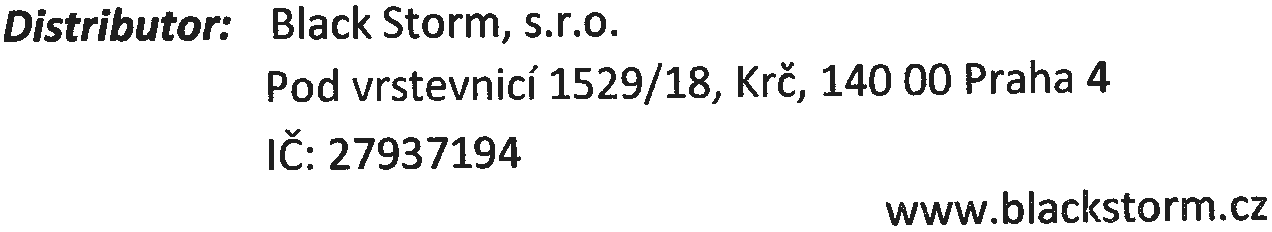 Distributor: Black Storm, s.r.o.
Pod vrstevnicí 1529/18, Krč, 140 00 Praha 4
IČ: 27937194
www.blackstorm.cz